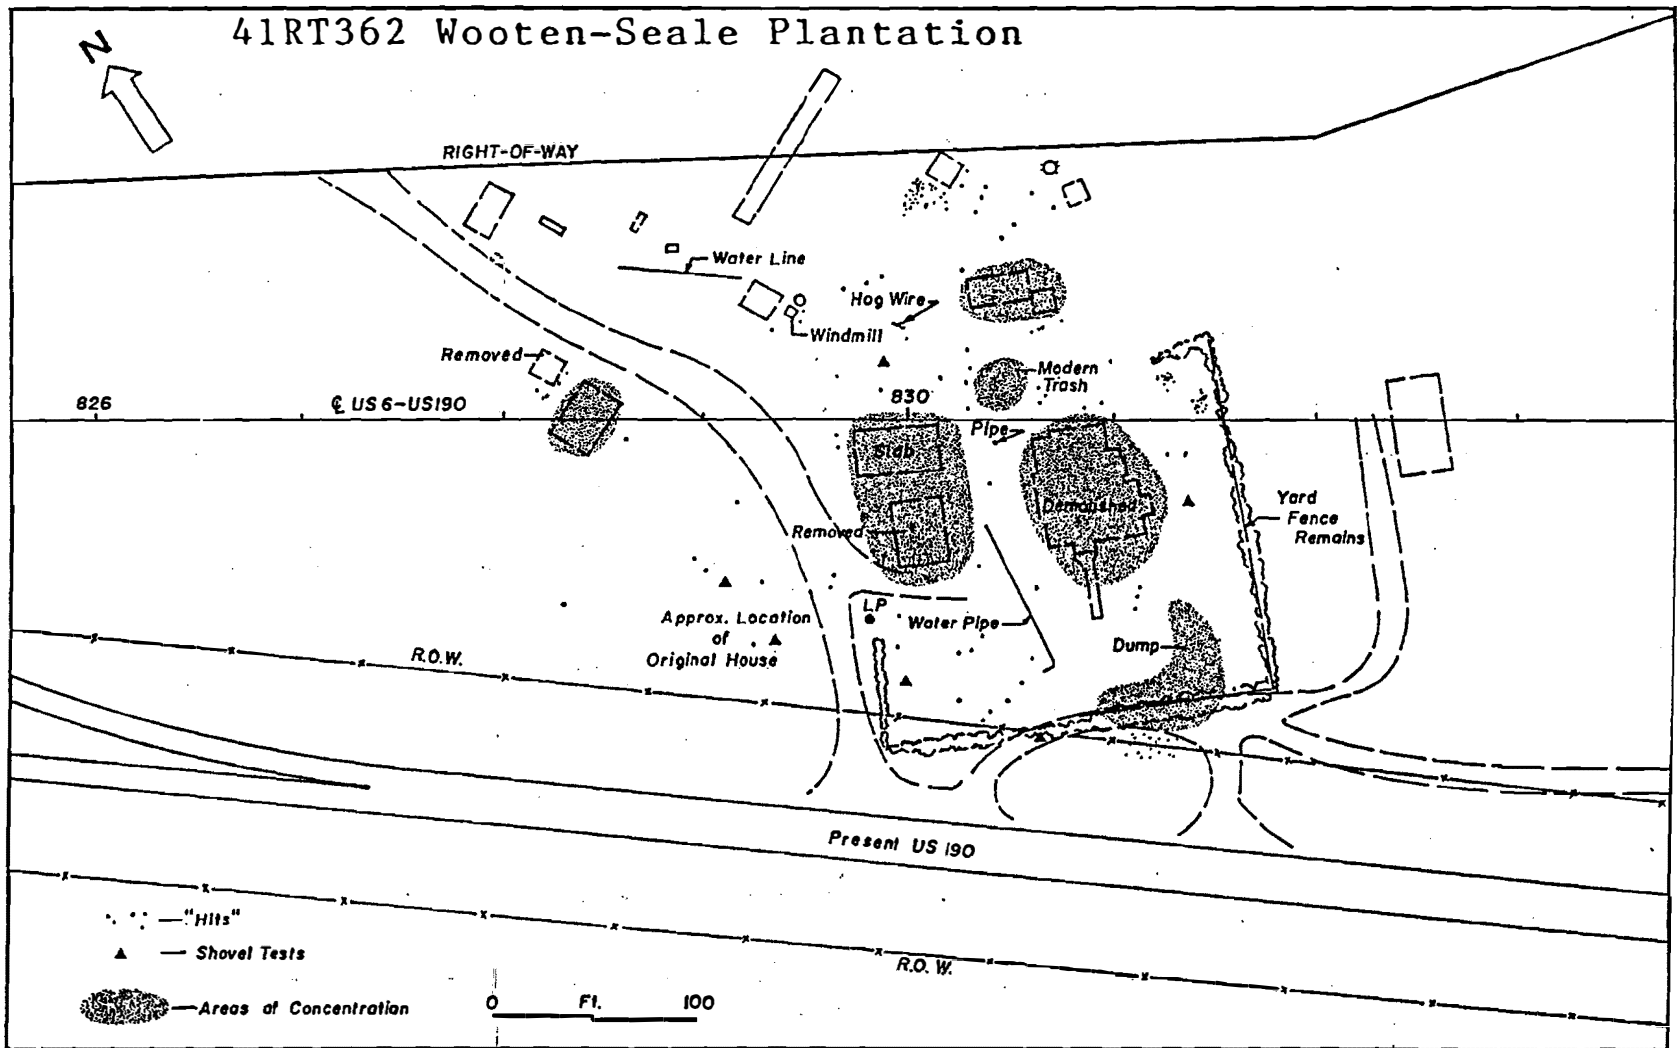 41RT362 Wooten-Seale Plantation
N
RIGHT-OF-WAY
Water Line
Hog Wire
Windmill
Removed
Modern
Trash
826
℄ US 6-US190
830
Pipe
Slab
Demolished
Removed
Yard
Fence
Remains
Approx. Location
of
Original House
LP
Water Pipe
Dump
R.O.W.
Present US 190
R.O.W.
"Hits"
Shovel Tests
Areas of Concentration
0 Ft. 100